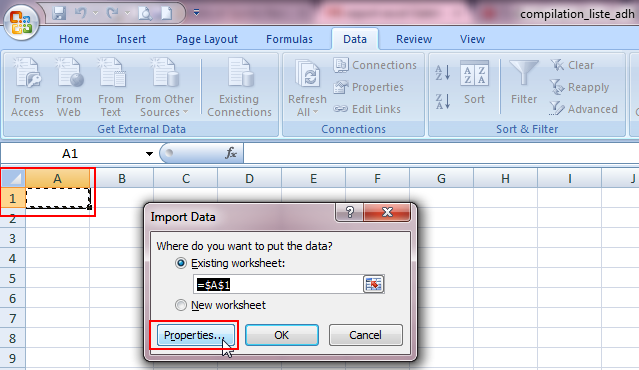 compilation_liste_adh
Home Insert Page Layout Formulas Data Review View
From Access
From Web
From Text
From Other Sources
Existing Connections
Get External Data
Refresh All
Connections
Properties
Edit Links
Connections
Sort
Filter
Clear
Reapply
Advanced
Sort & Filter
A1 fx
A B C D E F G H I J
1
2
3
4
5
6
7
8
9
Import Data
Where do you want to put the data?
Existing worksheet:
=$A$1
New worksheet
Properties... OK Cancel